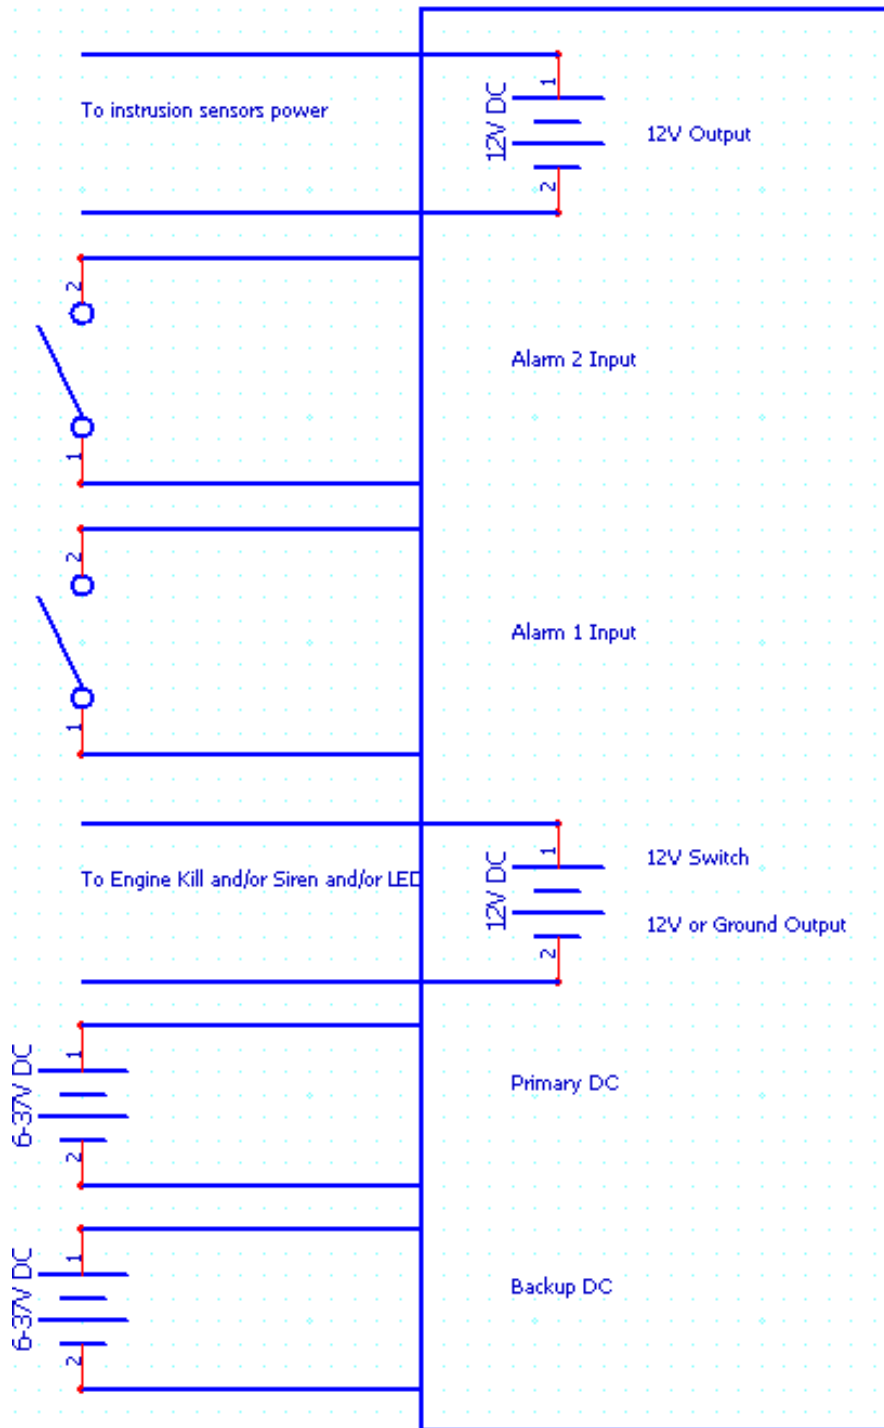 1
12V DC
2
To instrusion sensors power
12V Output
2
1
Alarm 2 Input
2
1
Alarm 1 Input
1
12V DC
2
To Engine Kill and/or Siren and/or LED
12V Switch
12V or Ground Output
1
6-37V DC
2
Primary DC
1
6-37V DC
2
Backup DC